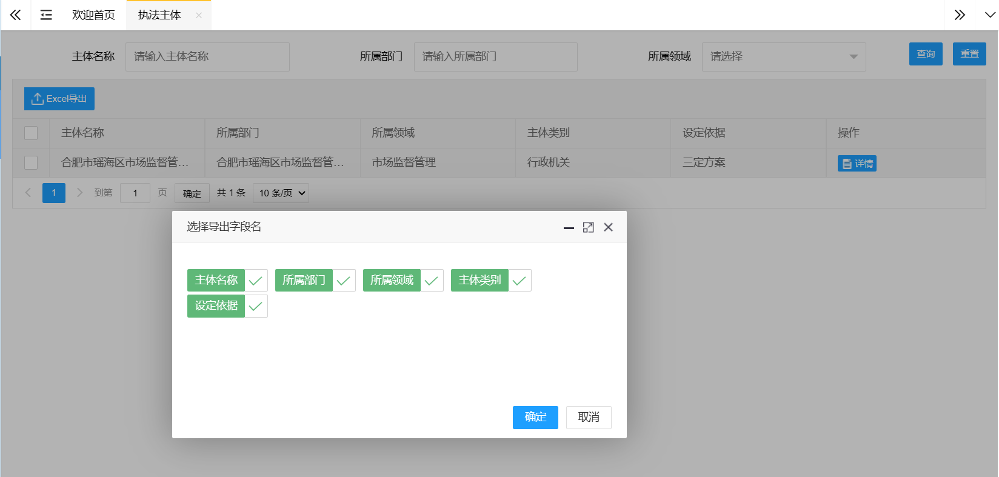 欢迎首页 执法主体
主体名称 请输入主体名称 所属部门 请输入所属部门 所属领域 请选择 查询 重置
Excel导出
主体名称 所属部门 所属领域 主体类别 设定依据 操作
合肥市瑶海区市场监督管... 合肥市瑶海区市场监督管... 市场监督管理 行政机关 三定方案 详情
1 到第 1 页 确定 共 1 条 10 条/页
选择导出字段名
主体名称 所属部门 所属领域 主体类别
设定依据
确定 取消